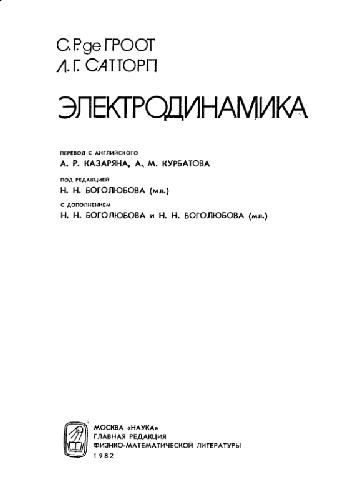 С.Р. де ГРООТ
Л.Г. САТТОРП
ЭЛЕКТРОДИНАМИКА
ПЕРЕВОД С АНГЛИЙСКОГО
А. Р. КАЗАРЯНА, А. М. КУРБАТОВА
ПОД РЕДАКЦИЕЙ
Н. Н. БОГОЛЮБОВА (мл.)
С ДОПОЛНЕНИЕМ
Н. Н. БОГОЛЮБОВА и Н. Н. БОГОЛЮБОВА (мл.)
МОСКВА «НАУКА»
ГЛАВНАЯ РЕДАКЦИЯ
ФИЗИКО-МАТЕМАТИЧЕСКОЙ ЛИТЕРАТУРЫ
1982